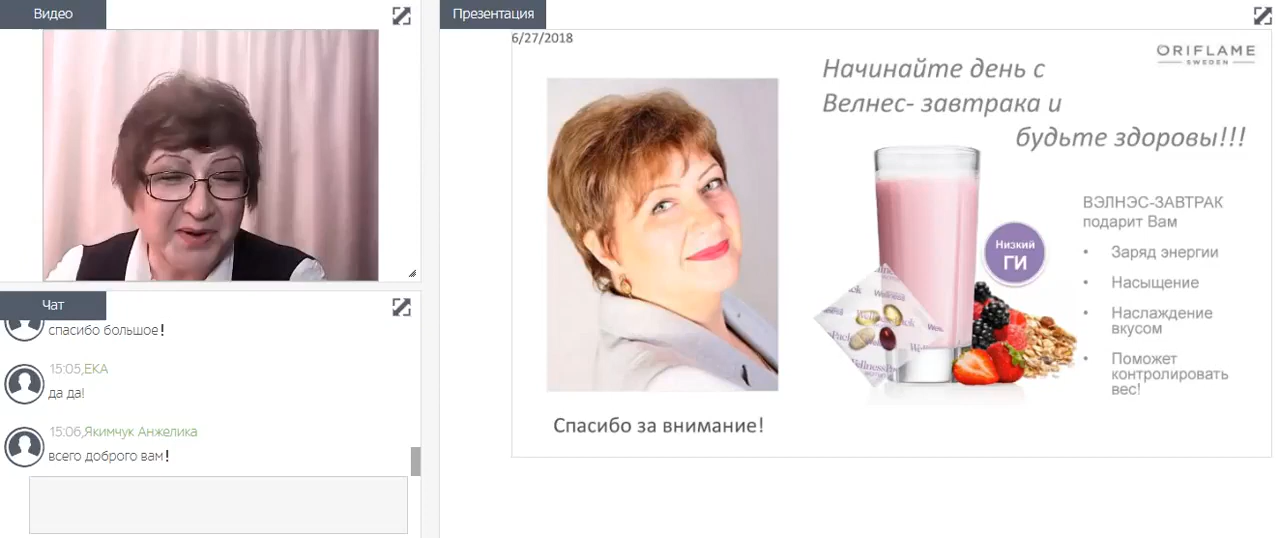 Видео
Чат
спасибо большое!
15:05,ЕКА
да да!
15:06,Якимчук Анжелика
всего доброго вам!
Презентация
6/27/2018
ORIFLAME
SWEDEN
Начинайте день с
Велнес- завтрака и
будьте здоровы!!!
Низкий
ГИ
Wellness
ВЭЛНЭС-ЗАВТРАК
подарит Вам
• Заряд энергии
• Насыщение
• Наслаждение
вкусом
• Поможет
контролировать
вес!
Спасибо за внимание!